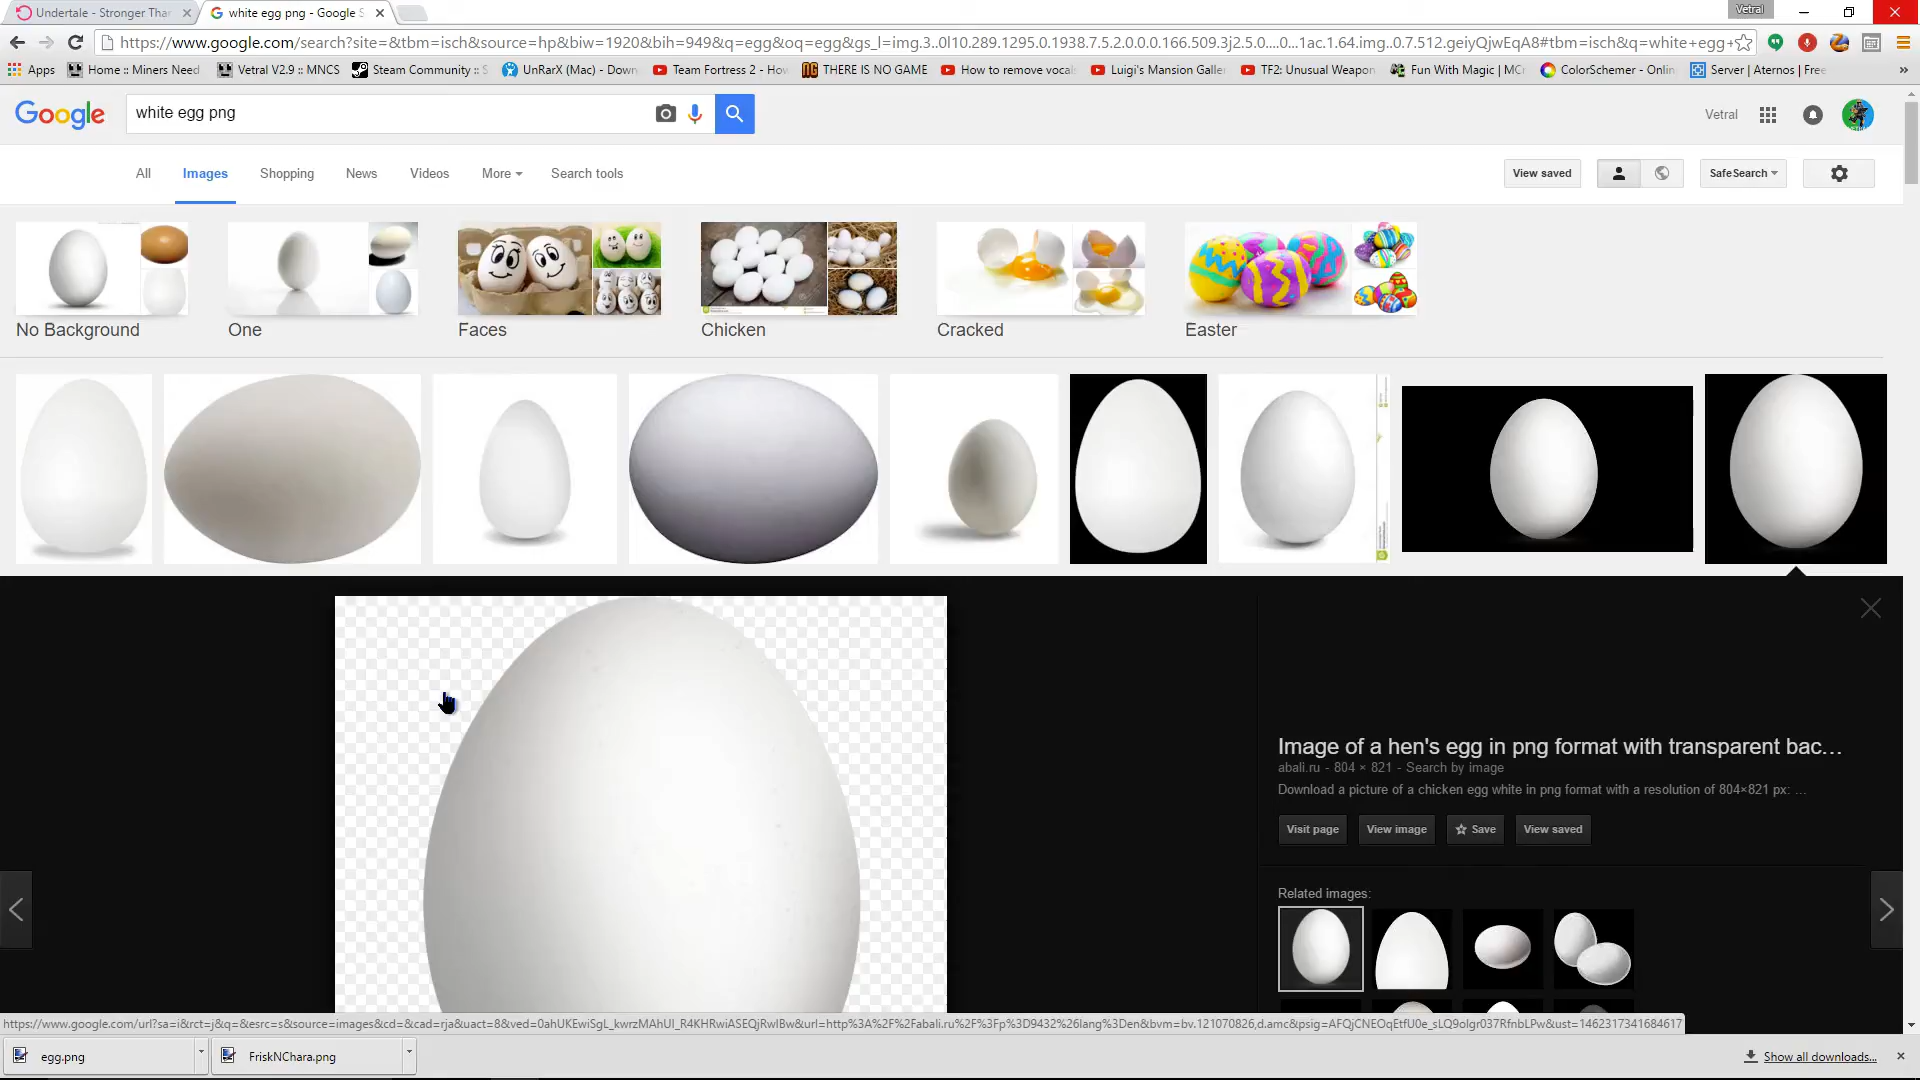 Undertale - Stronger Than
white egg png - Google S
Vetral
https://www.google.com/search?site=&tbm=isch&source=hp&biw=1920&bih=949&q=egg&oq=egg&gs_l=img.3..0l10.289.1295.0.1938.7.5.2.0.0.0.166.509.3j2.5.0....0...1ac.1.64.img..0.7.512.geiyQjwEqA8#tbm=isch&q=white+egg+
Apps
Home :: Miners Need
Vetral V2.9 :: MNCS
Steam Community :: S
UnRarX (Mac) - Down
Team Fortress 2 - How
THERE IS NO GAME
How to remove vocals
Luigi's Mansion Galler
TF2: Unusual Weapon
Fun With Magic | MC
ColorSchemer - Onlin
Server | Aternos | Free
»
Google
white egg png
Vetral
All
Images
Shopping
News
Videos
More
Search tools
View saved
SafeSearch
No Background
One
Faces
Chicken
Cracked
Easter
Image of a hen's egg in png format with transparent bac...
abali.ru - 804 × 821 - Search by image
Download a picture of a chicken egg white in png format with a resolution of 804×821 px: ...
Visit page
View image
Save
View saved
Related images:
https://www.google.com/url?sa=i&rct=j&q=&esrc=s&source=images&cd=&cad=rja&uact=8&ved=0ahUKEwiSgL_kwrzMAhUI_R4KHRwiASEQjRwIBw&url=http%3A%2F%2Fabali.ru%2F%3Fp%3D9432%26lang%3Den&bvm=bv.121070826,d.amc&psig=AFQjCNEOqEtfU0e_sLQ9olgr037RfnbLPw&ust=1462317341684617
egg.png
FriskNChara.png
Show all downloads...